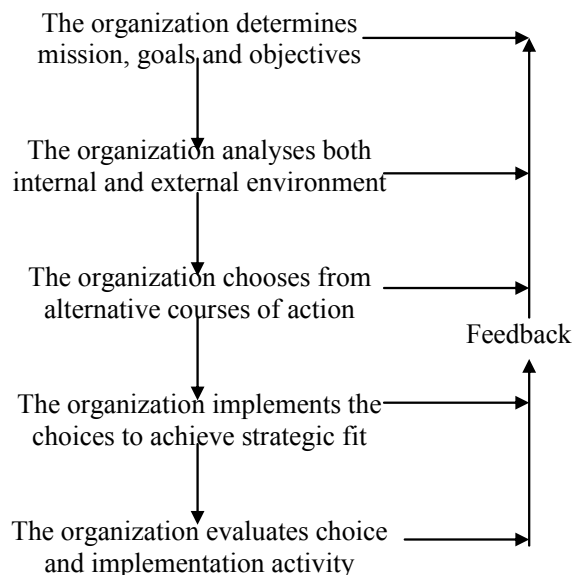 The organization determines
mission, goals and objectives
The organization analyses both
internal and external environment
The organization chooses from
alternative courses of action
Feedback
The organization implements the
choices to achieve strategic fit
The organization evaluates choice
and implementation activity